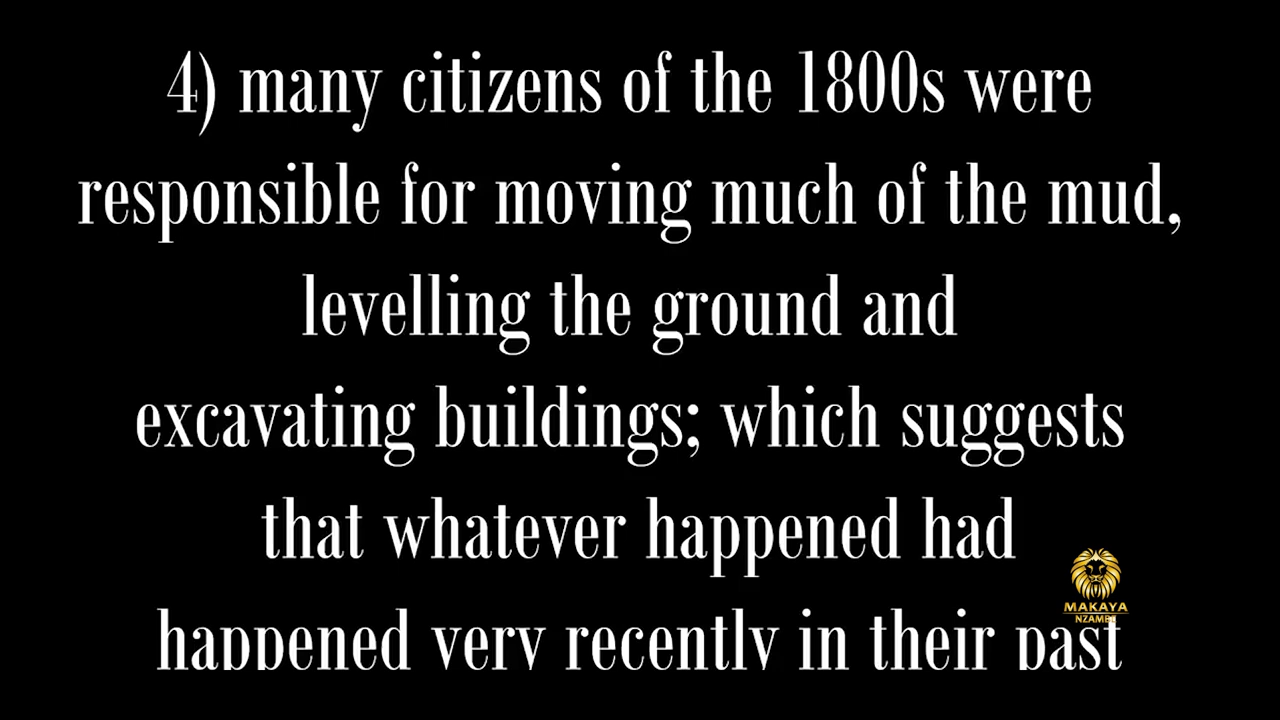 4) many citizens of the 1800s were
responsible for moving much of the mud,
levelling the ground and
excavating buildings; which suggests
that whatever happened had
happened very recently in their past
MAKAYA
NZAMBE